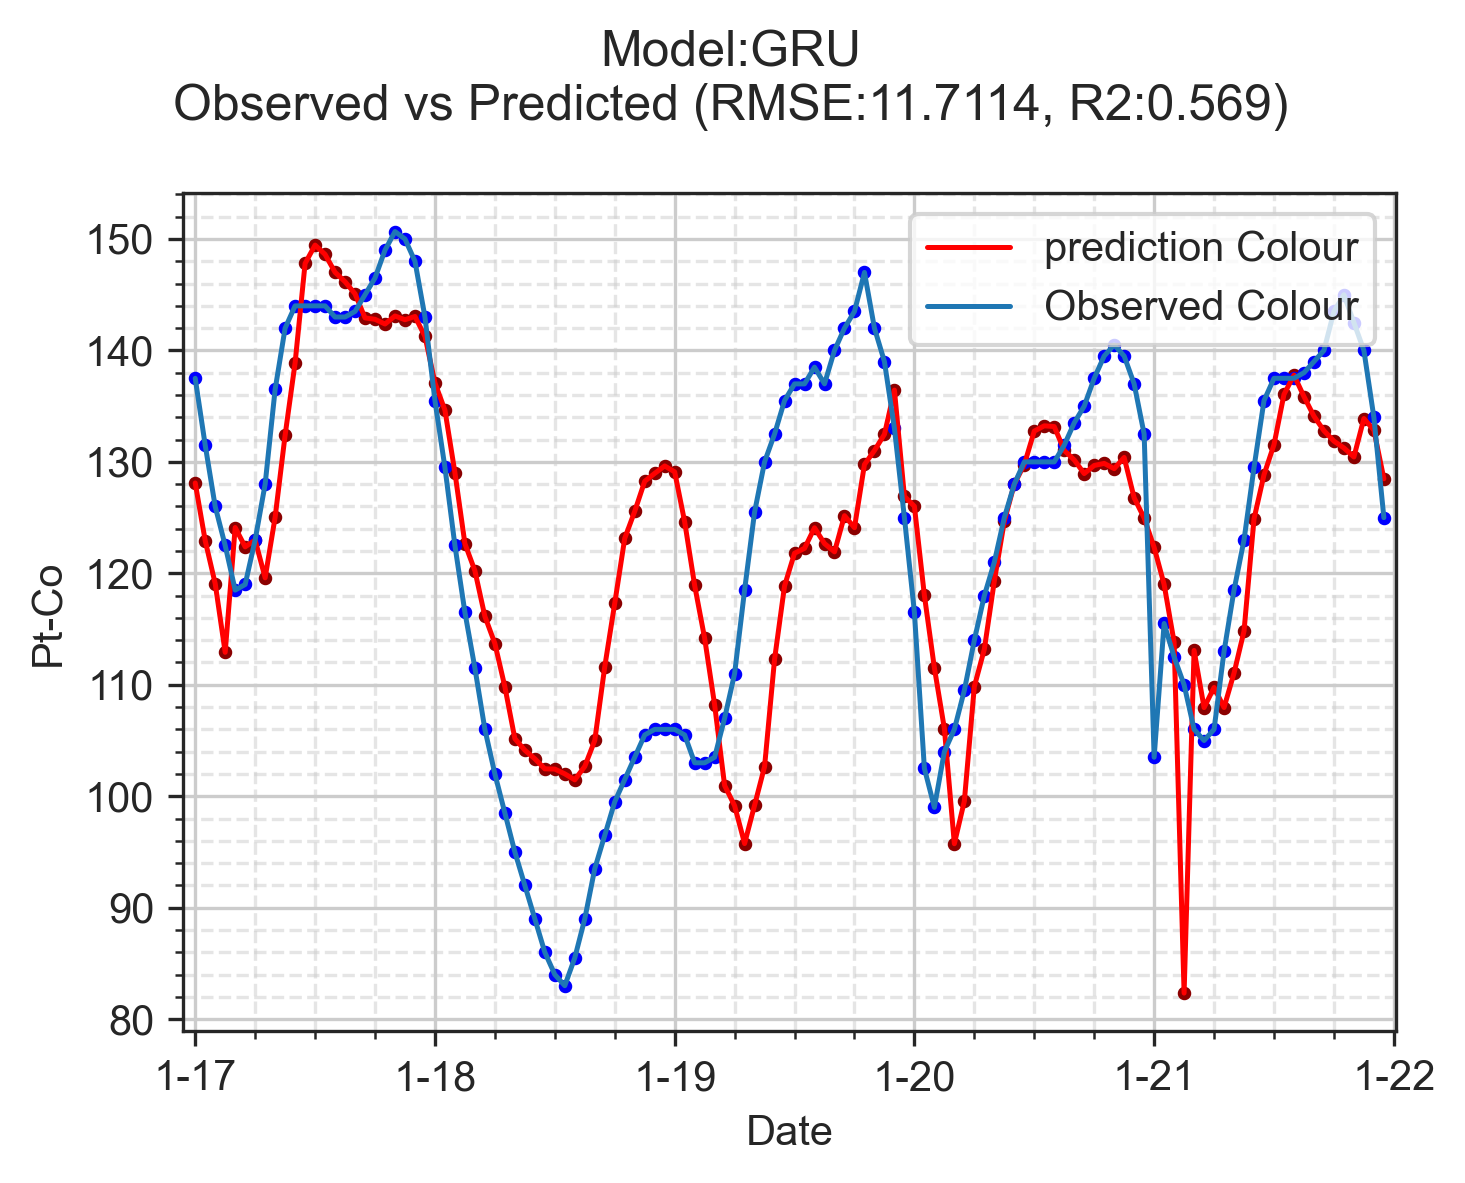 Model:GRU
Observed vs Predicted (RMSE:11.7114, R2:0.569)
prediction Colour
Observed Colour
150
140
130
120
110
100
90
80
Pt-Co
1-17 1-18 1-19 1-20 1-21 1-22
Date